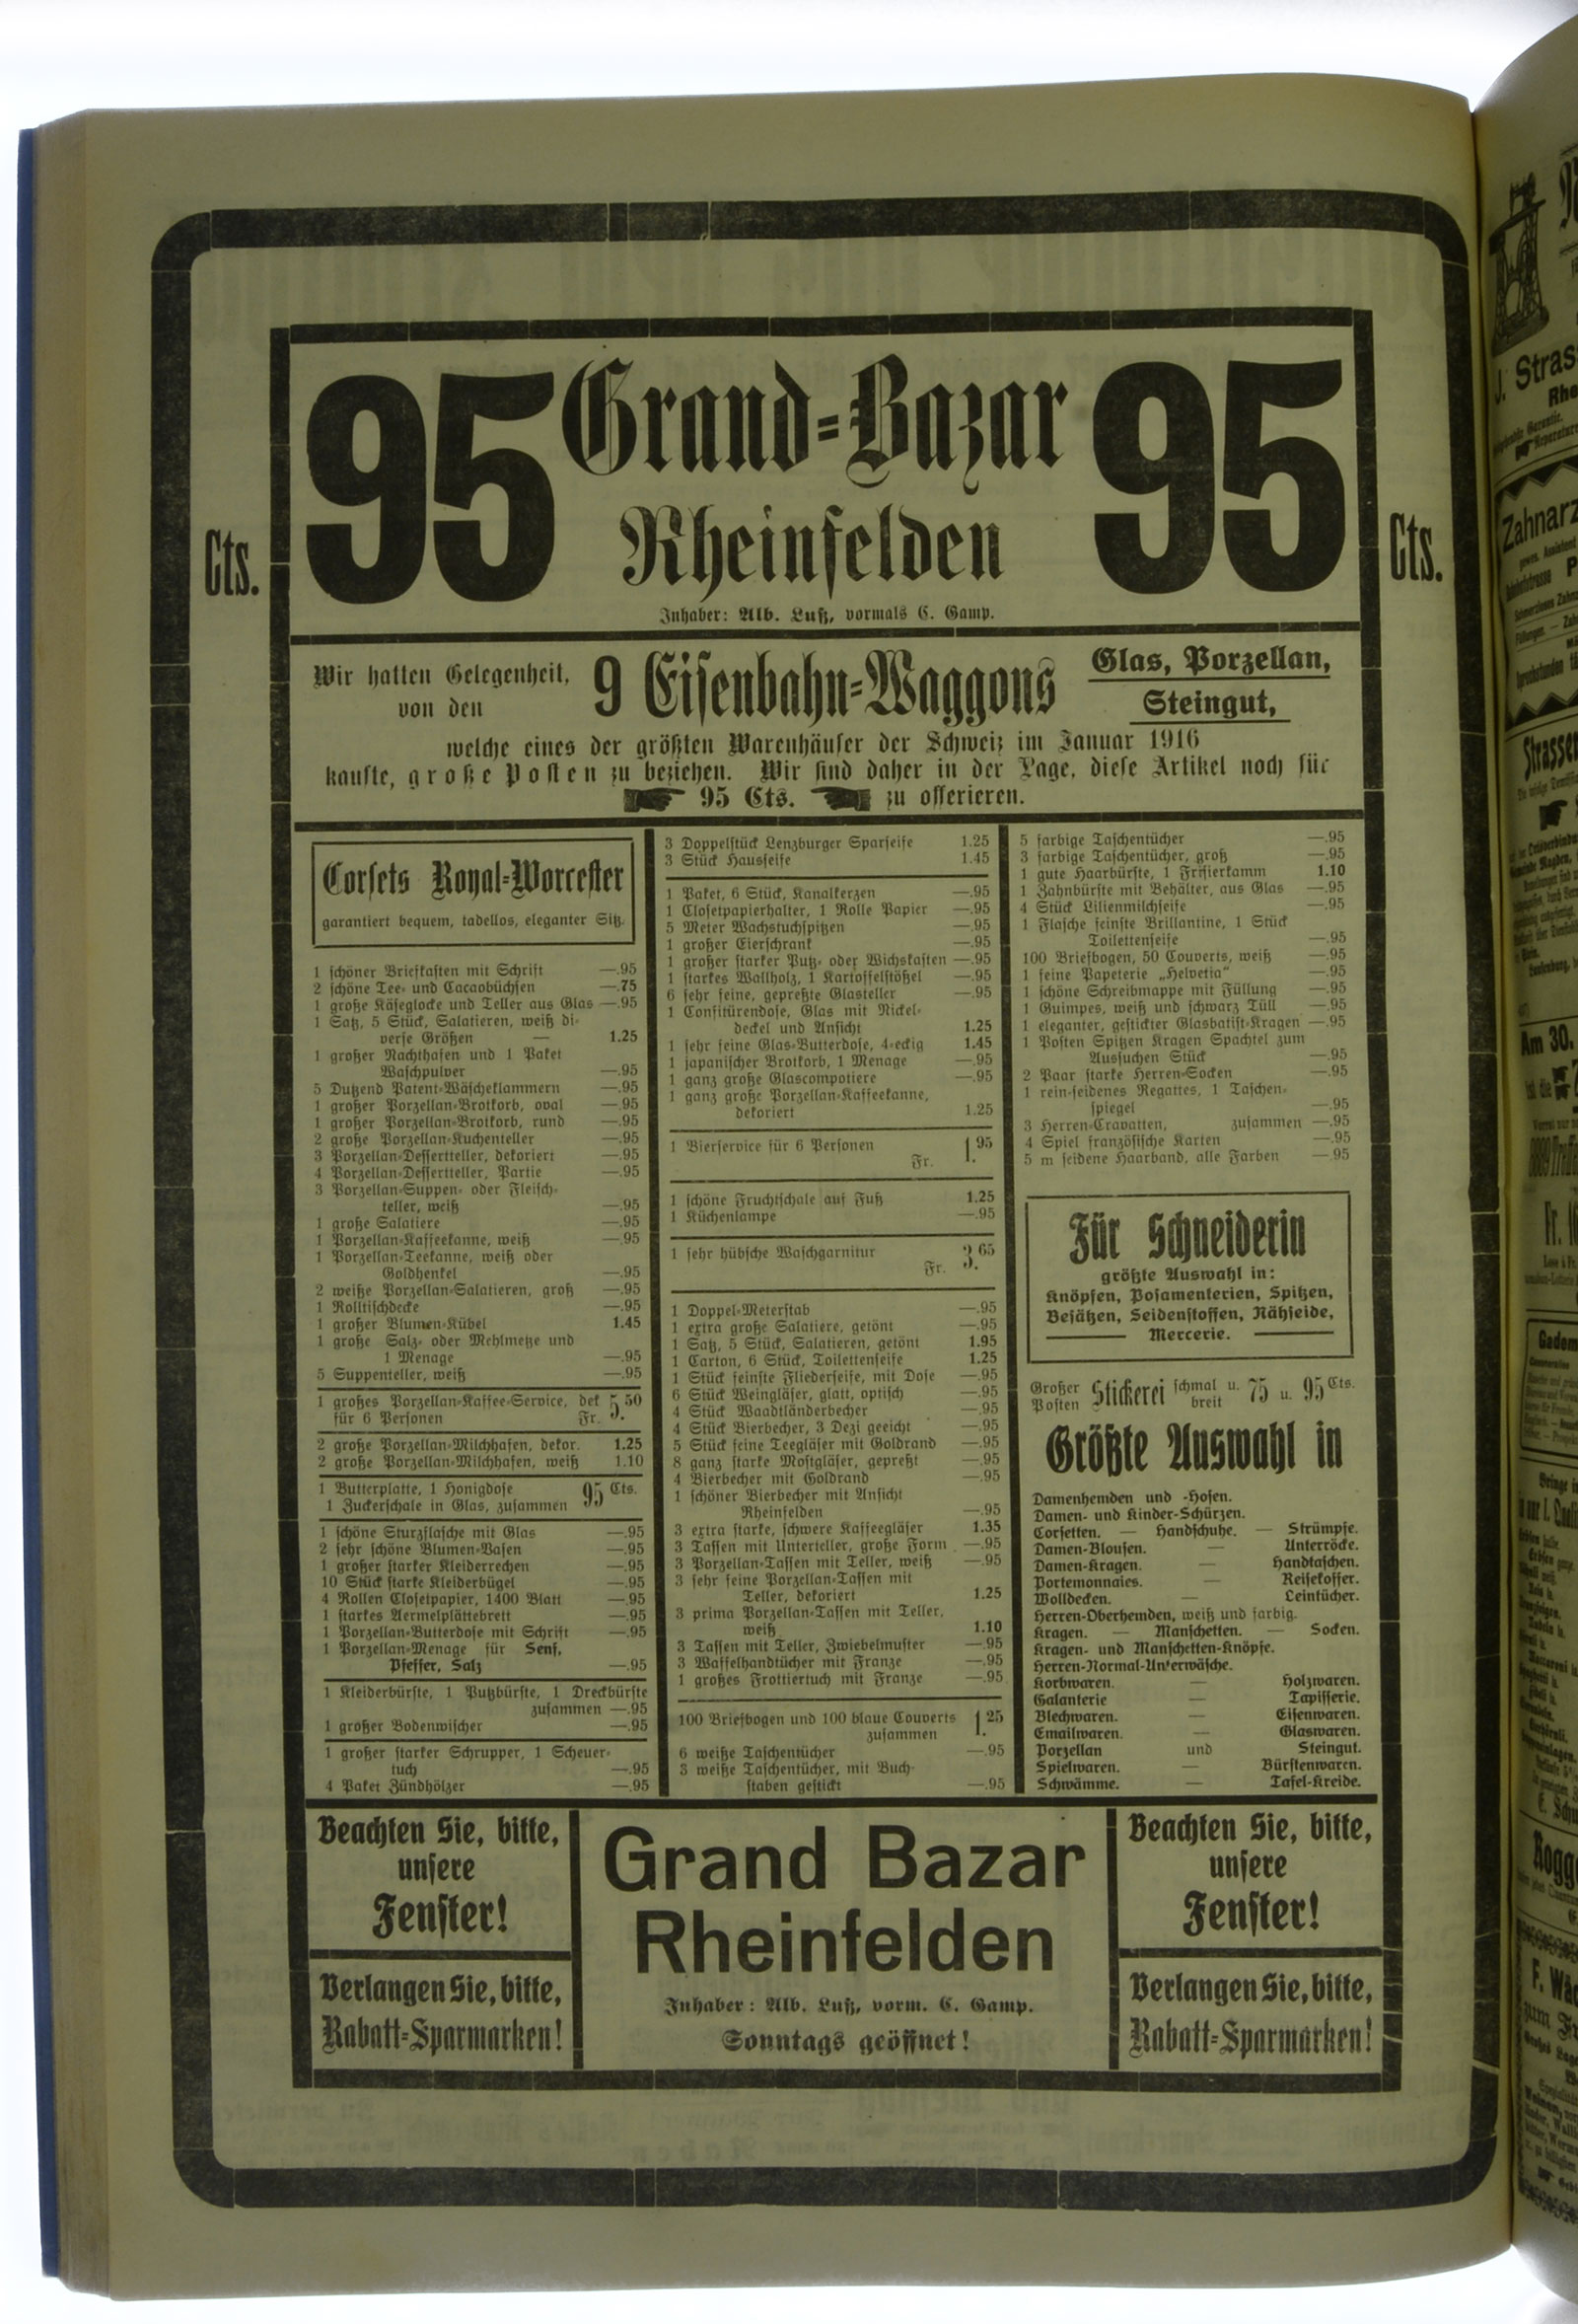 95 Grand=Bazar 95
Cts. Rheinfelden Cts.
Inhaber: Alb. Lutz, vormals C. Gamp.
Wir hatten Gelegenheit,
von den
9 Eisenbahn=Waggons
Glas, Porzellan,
Steingut,
welche eines der größten Warenhäuser der Schweiz im Januar 1916
kaufte, große Posten zu beziehen. Wir sind daher in der Lage, diese Artikel noch für
95 Cts. zu offerieren.
Corsets Royal=Worcester
garantiert bequem, tadellos, eleganter Sitz.
1 schöner Briefkasten mit Schrift —.95
2 schöne Tee= und Cacaobüchsen —.75
1 große Käseglocke und Teller aus Glas —.95
1 Satz, 5 Stück, Salatieren, weiß di=
verse Größen — 1.25
1 großer Nachthafen und 1 Paket
Waschpulver —.95
5 Dutzend Patent=Wäscheklammern —.95
1 großer Porzellan=Brotkorb, oval —.95
1 großer Porzellan=Brotkorb, rund —.95
2 große Porzellan=Kuchenteller —.95
3 Porzellan=Dessertteller, dekoriert —.95
4 Porzellan=Dessertteller, Partie —.95
3 Porzellan=Suppen= oder Fleisch=
teller, weiß —.95
1 große Salatiere —.95
1 Porzellan=Kaffeekanne, weiß —.95
1 Porzellan=Teekanne, weiß oder
Goldhenkel —.95
2 weiße Porzellan=Salatieren, groß —.95
1 Rolltischdecke —.95
1 großer Blumen=Kübel 1.45
1 große Salz= oder Mehlmetze und
1 Menage —.95
5 Suppenteller, weiß —.95
1 großes Porzellan=Kaffee=Service, dek
für 6 Personen Fr. 5.50
2 große Porzellan=Milchhafen, dekor. 1.25
2 große Porzellan=Milchhafen, weiß 1.10
1 Butterplatte, 1 Honigdose
1 Zuckerschale in Glas, zusammen 95 Cts.
1 schöne Sturzflasche mit Glas —.95
2 sehr schöne Blumen=Vasen —.95
1 großer starker Kleiderrechen —.95
10 Stück starke Kleiderbügel —.95
4 Rollen Closetpapier, 1400 Blatt —.95
1 starkes Aermelplättebrett —.95
1 Porzellan=Butterdose mit Schrift —.95
1 Porzellan=Menage für Senf,
Pfeffer, Salz —.95
1 Kleiderbürste, 1 Putzbürste, 1 Dreckbürste
zusammen —.95
1 großer Bodenwischer —.95
1 großer starker Schrupper, 1 Scheuer=
tuch —.95
4 Paket Zündhölzer —.95
3 Doppelstück Lenzburger Sparseife 1.25
3 Stück Hausseife 1.45
1 Paket, 6 Stück, Kanalkerzen —.95
1 Closetpapierhalter, 1 Rolle Papier —.95
5 Meter Wachstuchspitzen —.95
1 großer Eierschrank —.95
1 großer starker Putz= oder Wichskasten —.95
1 starkes Wallholz, 1 Kartoffelstößel —.95
6 sehr feine, gepreßte Glasteller —.95
1 Confitürendose, Glas mit Nickel=
deckel und Ansicht 1.25
1 sehr feine Glas=Butterdose, 4=eckig 1.45
1 japanischer Brotkorb, 1 Menage —.95
1 ganz große Glascompotiere —.95
1 ganz große Porzellan=Kaffeekanne,
dekoriert 1.25
1 Bierservice für 6 Personen
Fr. 1.95
1 schöne Fruchtschale auf Fuß 1.25
1 Küchenlampe —.95
1 sehr hübsche Waschgarnitur
Fr. 3.65
1 Doppel=Meterstab —.95
1 extra große Salatiere, getönt —.95
1 Satz, 5 Stück, Salatieren, getönt 1.95
1 Carton, 6 Stück, Toilettenseife 1.25
1 Stück feinste Fliederseife, mit Dose —.95
6 Stück Weingläser, glatt, optisch —.95
4 Stück Waadtländerbecher —.95
4 Stück Bierbecher, 3 Dezi geeicht —.95
5 Stück feine Teegläser mit Goldrand —.95
8 ganz starke Mostgläser, gepreßt —.95
4 Bierbecher mit Goldrand —.95
1 schöner Bierbecher mit Ansicht
Rheinfelden —.95
3 extra starke, schwere Kaffeegläser 1.35
3 Tassen mit Unterteller, große Form —.95
3 Porzellan=Tassen mit Teller, weiß —.95
3 sehr feine Porzellan=Tassen mit
Teller, dekoriert 1.25
3 prima Porzellan=Tassen mit Teller,
weiß 1.10
3 Tassen mit Teller, Zwiebelmuster —.95
3 Waffelhandtücher mit Franze —.95
1 großes Frottiertuch mit Franze —.95
100 Briefbogen und 100 blaue Couverts
zusammen 1.25
6 weiße Taschentücher —.95
3 weiße Taschentücher, mit Buch=
staben gestickt —.95
5 farbige Taschentücher —.95
3 farbige Taschentücher, groß —.95
1 gute Haarbürste, 1 Frisierkamm 1.10
1 Zahnbürste mit Behälter, aus Glas —.95
4 Stück Lilienmilchseife —.95
1 Flasche feinste Brillantine, 1 Stück
Toilettenseife —.95
100 Briefbogen, 50 Couverts, weiß —.95
1 feine Papeterie „Helvetia“ —.95
1 schöne Schreibmappe mit Füllung —.95
1 Guimpes, weiß und schwarz Tüll —.95
1 eleganter, gestickter Glasbatist=Kragen —.95
1 Posten Spitzen Kragen Spachtel zum
Aussuchen Stück —.95
2 Paar starke Herren=Socken —.95
1 rein=seidenes Regattes, 1 Taschen=
spiegel —.95
3 Herren=Cravatten, zusammen —.95
4 Spiel französische Karten —.95
5 m seidene Haarband, alle Farben —.95
Für Schneiderin
größte Auswahl in:
Knöpfen, Posamenterien, Spitzen,
Besätzen, Seidenstoffen, Nähseide,
Mercerie.
Großer Posten Stickerei schmal u. breit 75 u. 95 Cts.
Größte Auswahl in
Damenhemden und -Hosen.
Damen- und Kinder-Schürzen.
Corsetten. — Handschuhe. — Strümpfe.
Damen-Blousen. — Unterröcke.
Damen-Kragen. — Handtaschen.
Portemonnaies. — Reisekoffer.
Wolldecken. — Leintücher.
Herren-Oberhemden, weiß und farbig.
Kragen. — Manschetten. — Socken.
Kragen- und Manschetten-Knöpfe.
Herren-Normal-Unterwäsche.
Korbwaren. — Holzwaren.
Galanterie — Tapisserie.
Blechwaren. — Eisenwaren.
Emailwaren. — Glaswaren.
Porzellan und Steingut.
Spielwaren. — Bürstenwaren.
Schwämme. — Tafel-Kreide.
Beachten Sie, bitte,
unsere
Fenster!
Verlangen Sie, bitte,
Rabatt=Sparmarken!
Grand Bazar
Rheinfelden
Inhaber: Alb. Lutz, vorm. C. Gamp.
Sonntags geöffnet!
Beachten Sie, bitte,
unsere
Fenster!
Verlangen Sie, bitte,
Rabatt=Sparmarken!
J. Stras
Am 30.